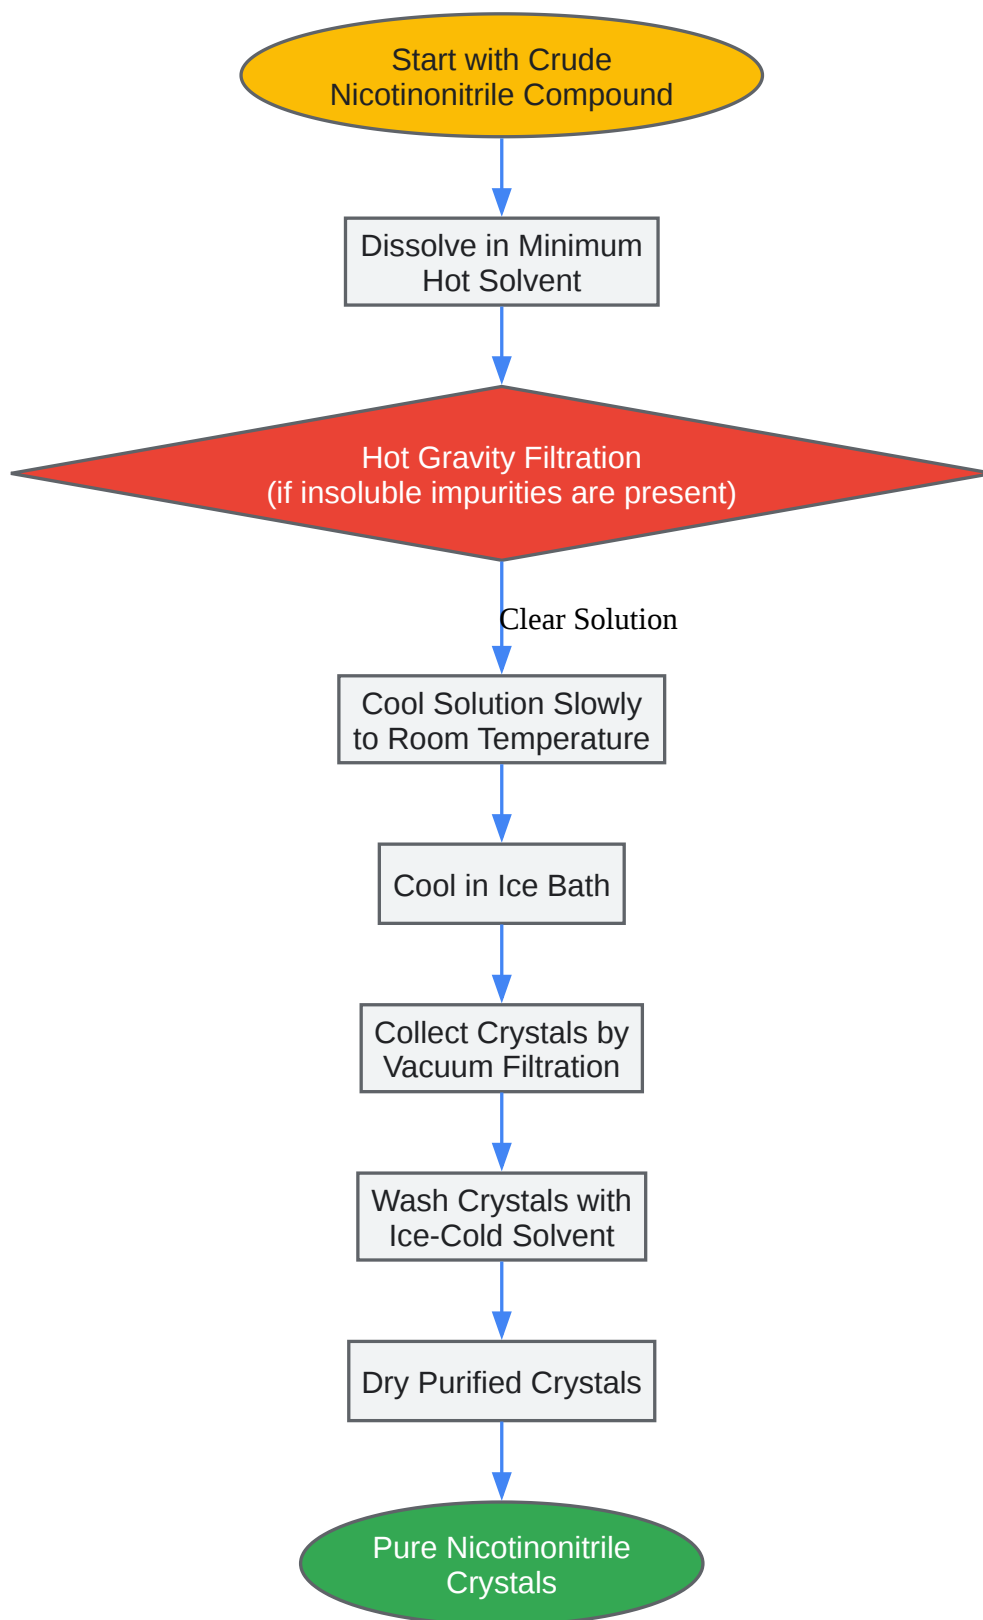 Start with Crude
Nicotinonitrile Compound
Dissolve in Minimum
Hot Solvent
Hot Gravity Filtration
(if insoluble impurities are present)
Clear Solution
Cool Solution Slowly
to Room Temperature
Cool in Ice Bath
Collect Crystals by
Vacuum Filtration
Wash Crystals with
Ice-Cold Solvent
Dry Purified Crystals
Pure Nicotinonitrile
Crystals